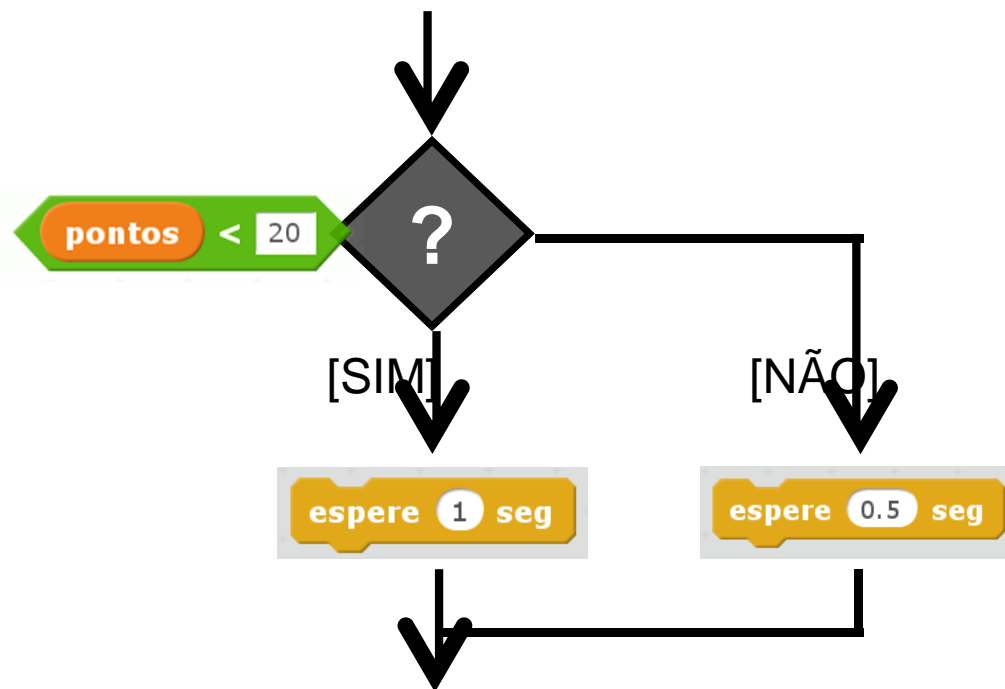 pontos < 20
?
[SIM]
[NÃO]
espere 1 seg
espere 0.5 seg